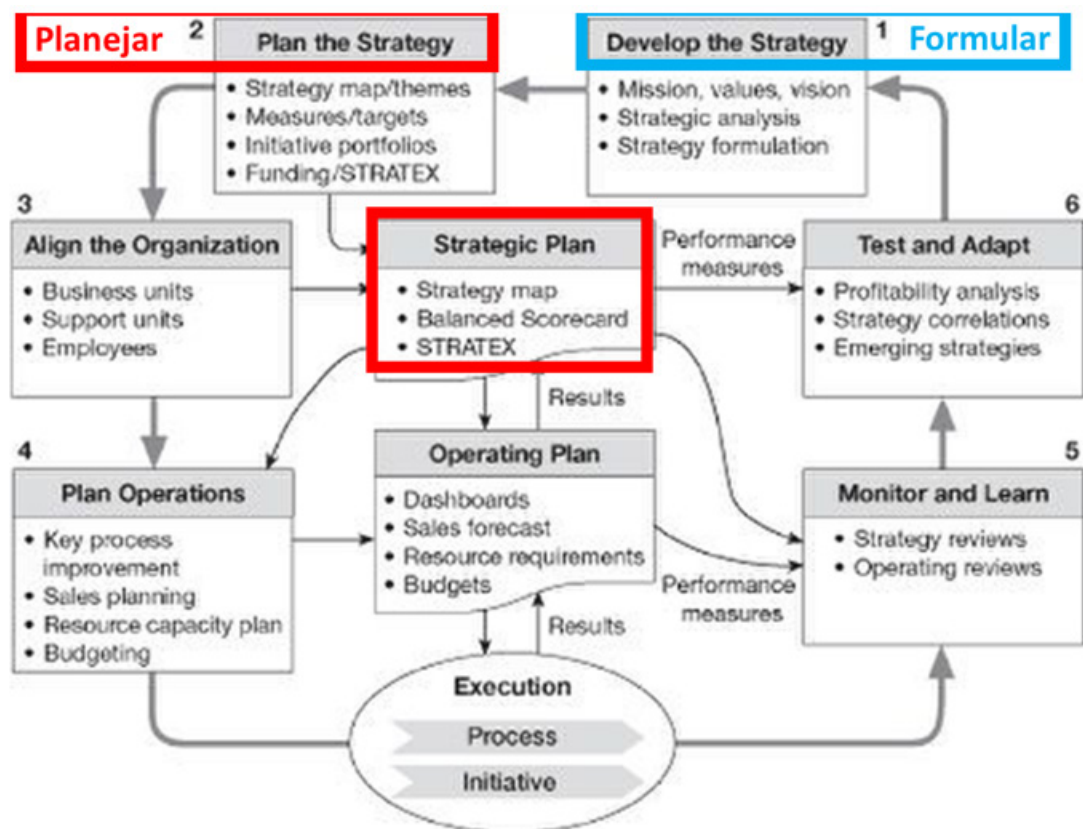 Planejar
2
Plan the Strategy
• Strategy map/themes
• Measures/targets
• Initiative portfolios
• Funding/STRATEX
Develop the Strategy
1
Formular
• Mission, values, vision
• Strategic analysis
• Strategy formulation
3
Align the Organization
• Business units
• Support units
• Employees
Strategic Plan
• Strategy map
• Balanced Scorecard
• STRATEX
Performance
measures
6
Test and Adapt
• Profitability analysis
• Strategy correlations
• Emerging strategies
Results
4
Plan Operations
• Key process
improvement
• Sales planning
• Resource capacity plan
• Budgeting
Operating Plan
• Dashboards
• Sales forecast
• Resource requirements
• Budgets
Performance
measures
5
Monitor and Learn
• Strategy reviews
• Operating reviews
Results
Execution
Process
Initiative